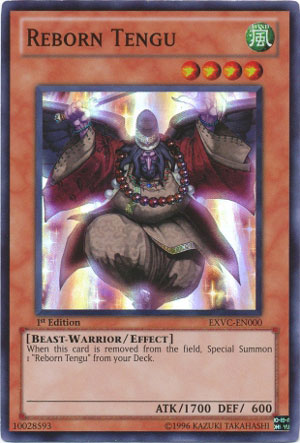 REBORN TENGU
WIND
風
1st Edition
EXVC-EN000
[BEAST-WARRIOR/EFFECT]
When this card is removed from the field, Special Summon
1 "Reborn Tengu" from your Deck.
ATK/1700 DEF/ 600
10028593
©1996 KAZUKI TAKAHASHI